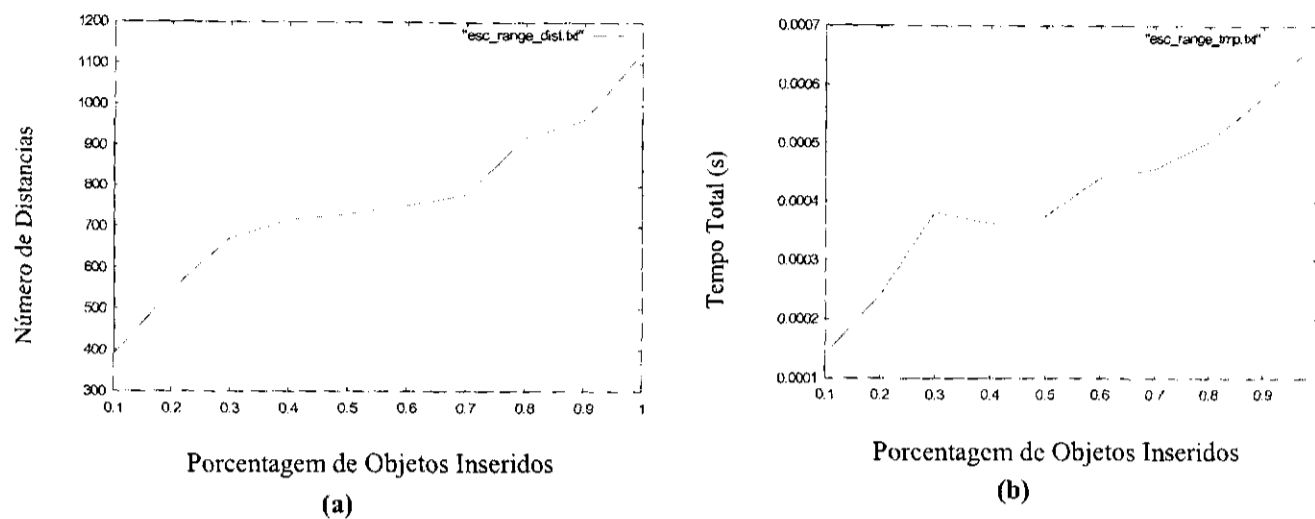 1200
1100
1000
900
800
700
600
500
400
300
0.1 0.2 0.3 0.4 0.5 0.6 0.7 0.8 0.9 1
"esc_range_dist.txt"
Número de Distancias
Porcentagem de Objetos Inseridos
(a)
0.0007
0.0006
0.0005
0.0004
0.0003
0.0002
0.0001
0.1 0.2 0.3 0.4 0.5 0.6 0.7 0.8 0.9
"esc_range_tmp.txt"
Tempo Total (s)
Porcentagem de Objetos Inseridos
(b)